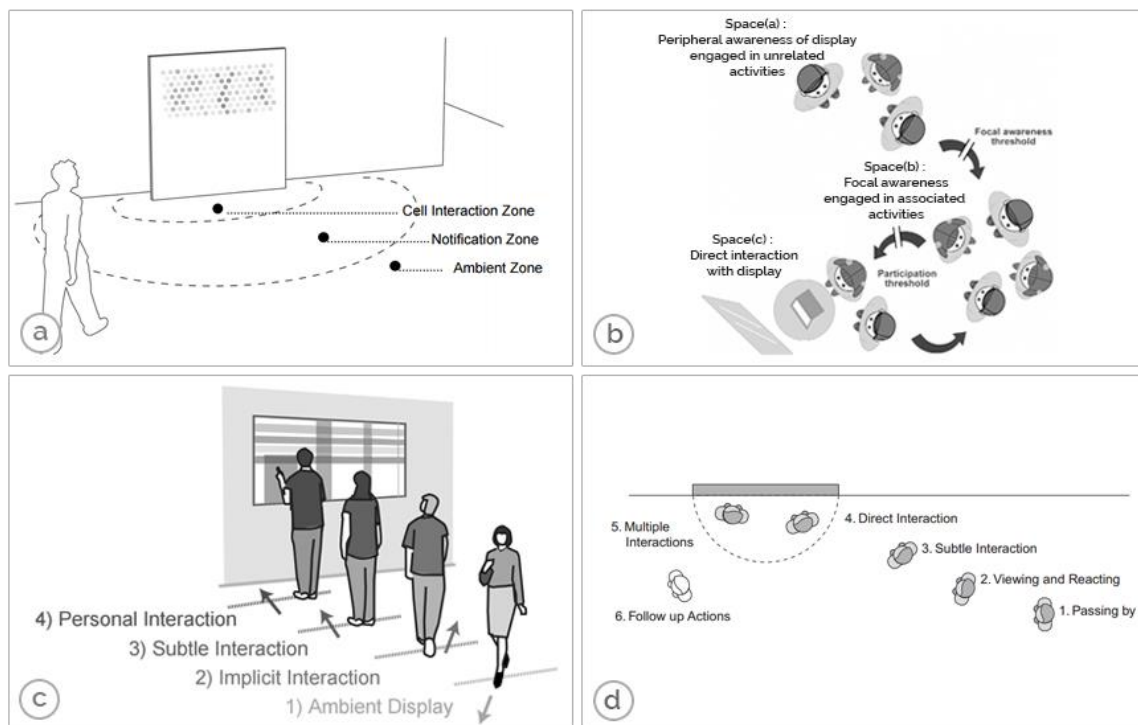 Cell Interaction Zone
Notification Zone
Ambient Zone
a
Space(a) :
Peripheral awareness of display
engaged in unrelated
activities
Focal awareness
threshold
Space(b) :
Focal awareness
engaged in associated
activities
Space(c) :
Direct interaction
with display
Participation
threshold
b
4) Personal Interaction
3) Subtle Interaction
2) Implicit Interaction
1) Ambient Display
c
5. Multiple
Interactions
4. Direct Interaction
3. Subtle Interaction
2. Viewing and Reacting
1. Passing by
6. Follow up Actions
d